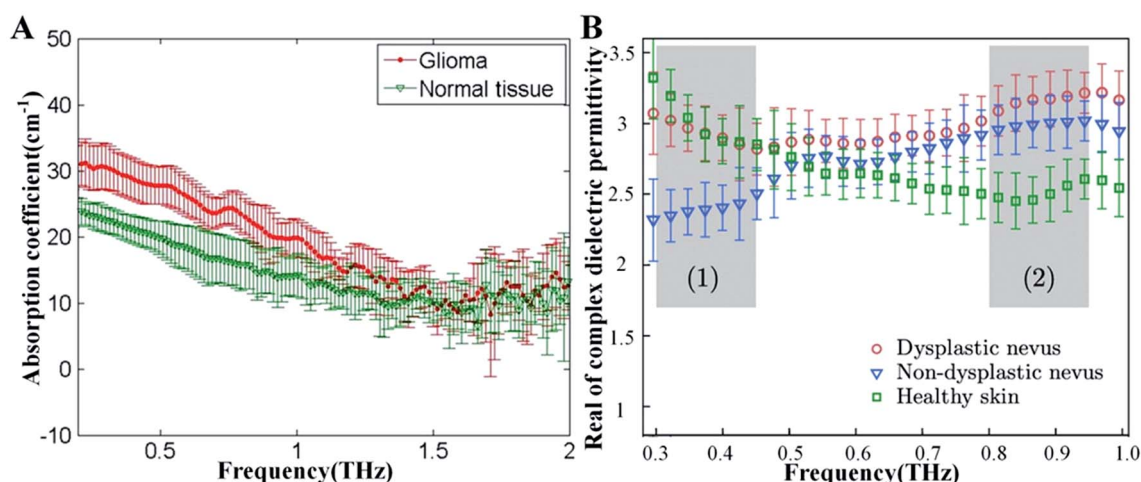 A
Absorption coefficient(cm-1)
50
40
30
20
10
0
-10
Glioma
Normal tissue
0.5
1
1.5
2
Frequency(THz)
B
Real of complex dielectric permittivity
3.5
3
2.5
2
1.5
1
(1)
(2)
Dysplastic nevus
Non-dysplastic nevus
Healthy skin
0.3
0.4
0.5
0.6
0.7
0.8
0.9
1.0
Frequency(THz)